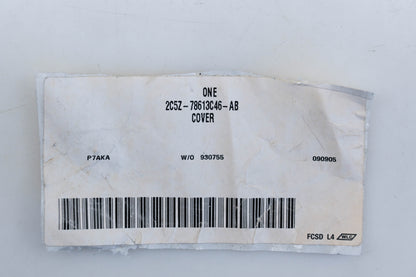 ONE
2C5Z-78613C46-AB
COVER
P7AKA W/O 930755 090905
FCSD L4